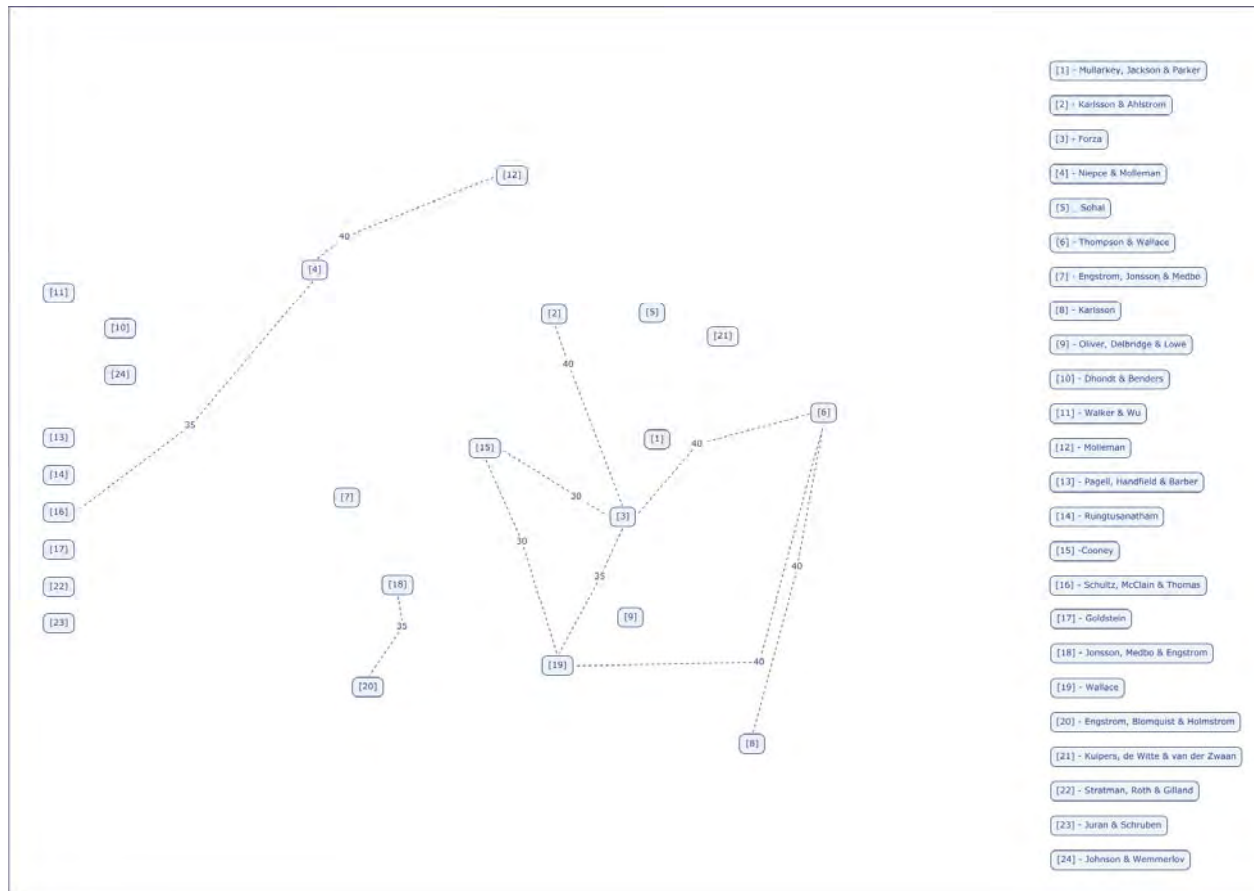 [1] - Mullarkey, Jackson & Parker
[2] - Karlsson & Ahlstrom
[3] - Forza
[12]
[4] - Niepce & Molleman
[5] _ Sohal
40
[6] - Thompson & Wallace
[4]
[7] - Engstrom, Jonsson & Medbo
[11]
[8] - Karlsson
[2]
[5]
[10]
[21]
[9] - Oliver, Delbridge & Lowe
40
[24]
[10] - Dhondt & Benders
[6]
[11] - Walker & Wu
35
[13]
[1]
40
[15]
[12] - Molleman
[14]
[13] - Pagell, Handfield & Barber
[7]
30
[16]
[3]
[14] - Rungtusanatham
30
[17]
[15] -Cooney
40
35
[22]
[18]
[16] - Schultz, McClain & Thomas
[23]
35
[9]
[17] - Goldstein
[18] - Jonsson, Medbo & Engstrom
[19]
40
[20]
[19] - Wallace
[20] - Engstrom, Blomquist & Holmstrom
[8]
[21] - Kuipers, de Witte & van der Zwaan
[22] - Stratman, Roth & Gilland
[23] - Juran & Schruben
[24] - Johnson & Wemmerlov